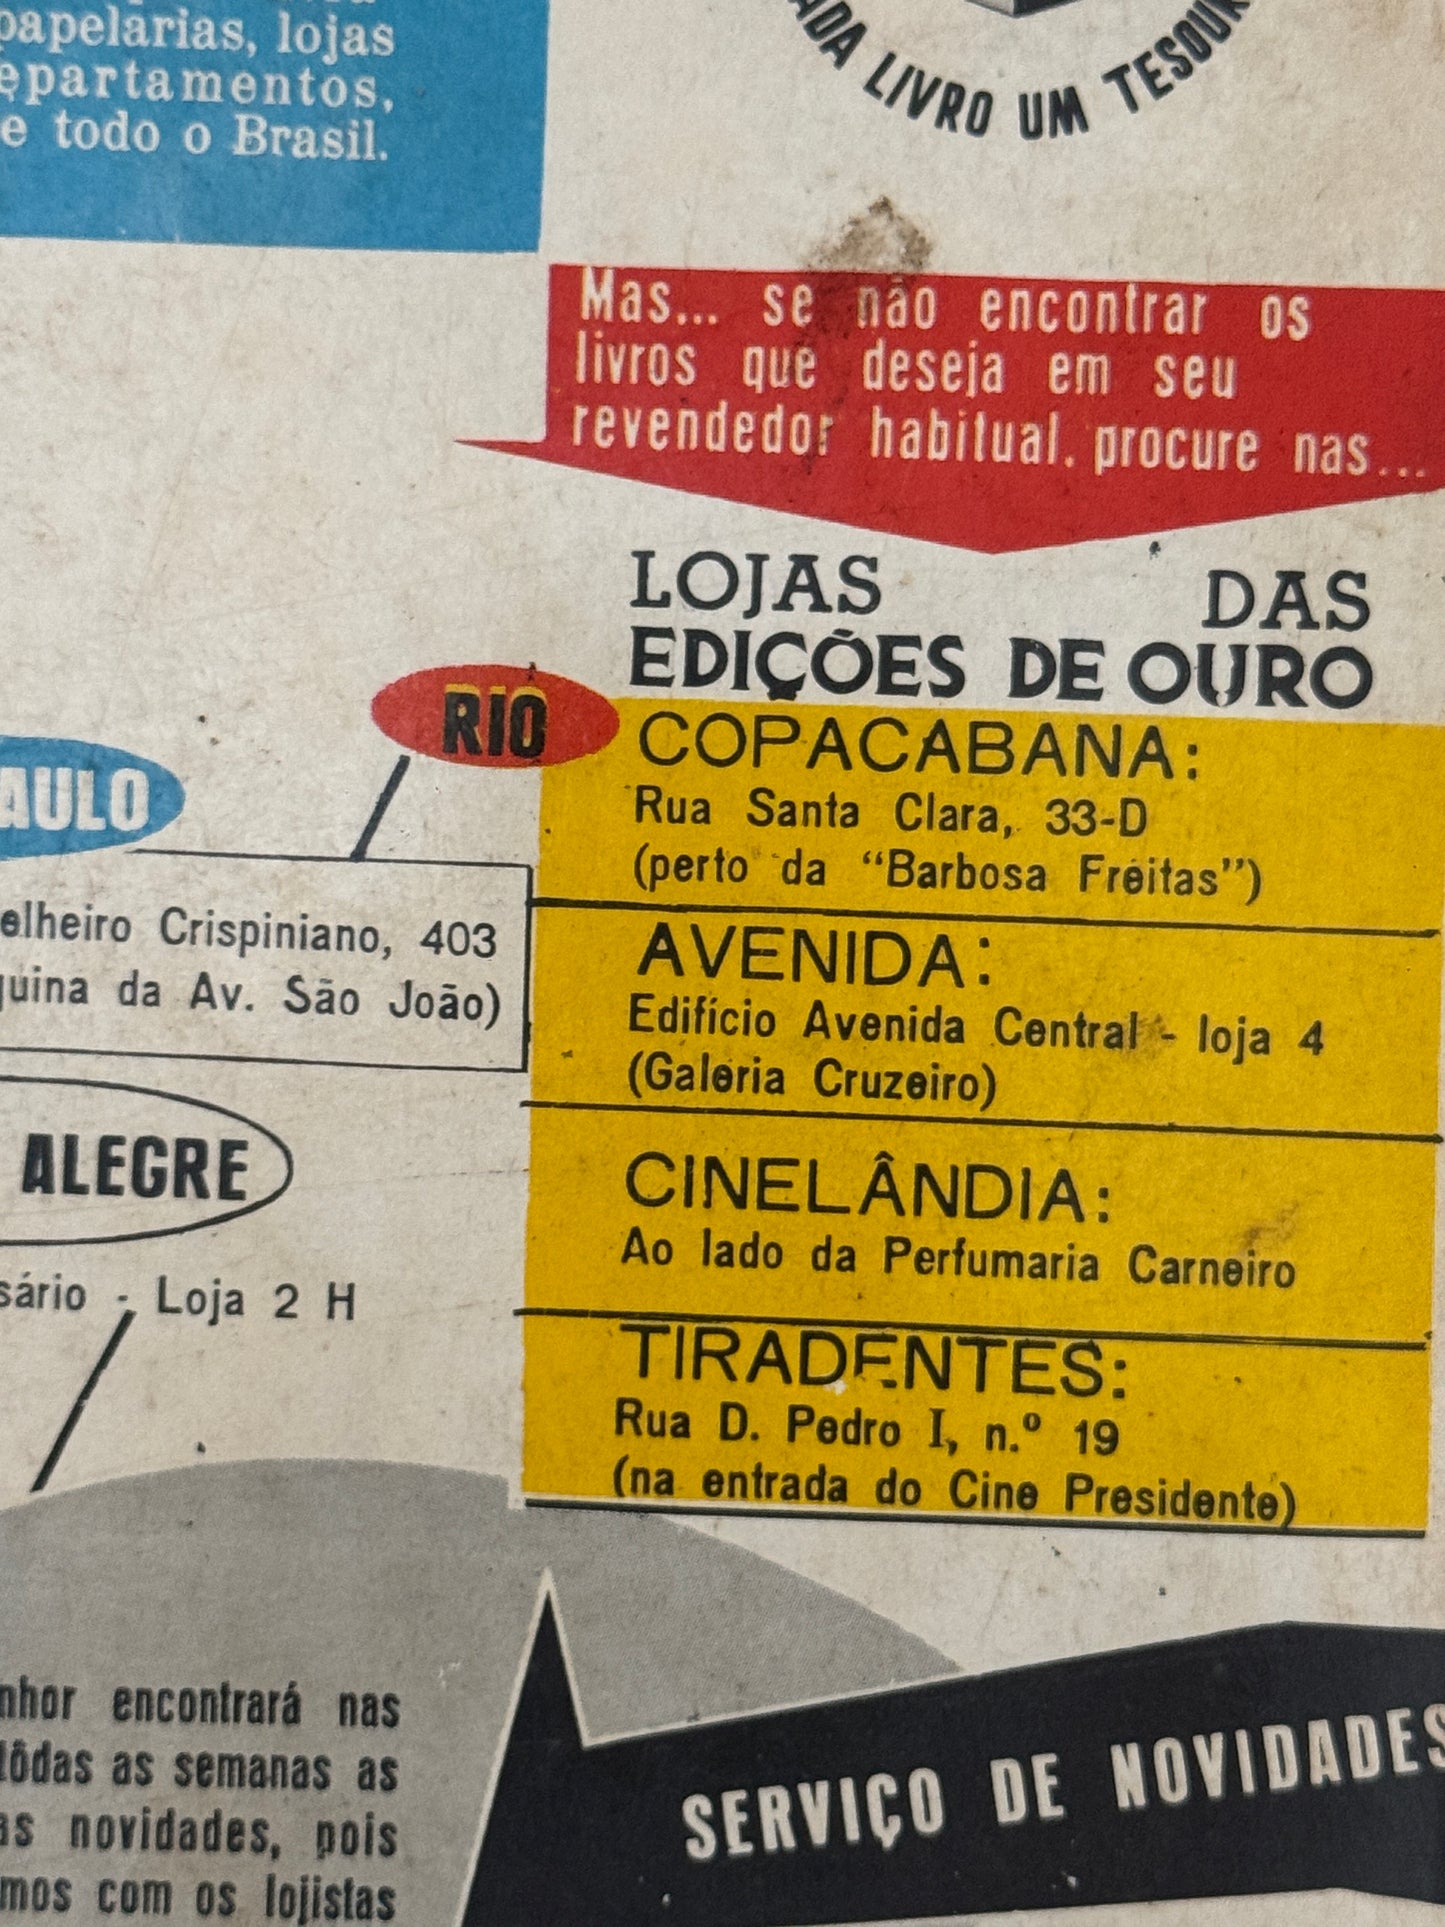 papelarias, lojas
epartamentos,
e todo o Brasil.
ADA LIVRO UM TESOUR
Mas... se não encontrar os
livros que deseja em seu
revendedor habitual. procure nas...
LOJAS DAS
EDIÇÕES DE OURO
RIO
COPACABANA:
Rua Santa Clara, 33-D
(perto da “Barbosa Freitas”)
AVENIDA:
Edifício Avenida Central - loja 4
(Galeria Cruzeiro)
CINELÂNDIA:
Ao lado da Perfumaria Carneiro
TIRADENTES:
Rua D. Pedro I, n.º 19
(na entrada do Cine Presidente)
AULO
elheiro Crispiniano, 403
quina da Av. São João)
ALEGRE
sário - Loja 2 H
nhor encontrará nas
tôdas as semanas as
as novidades, pois
mos com os lojistas
SERVIÇO DE NOVIDADES